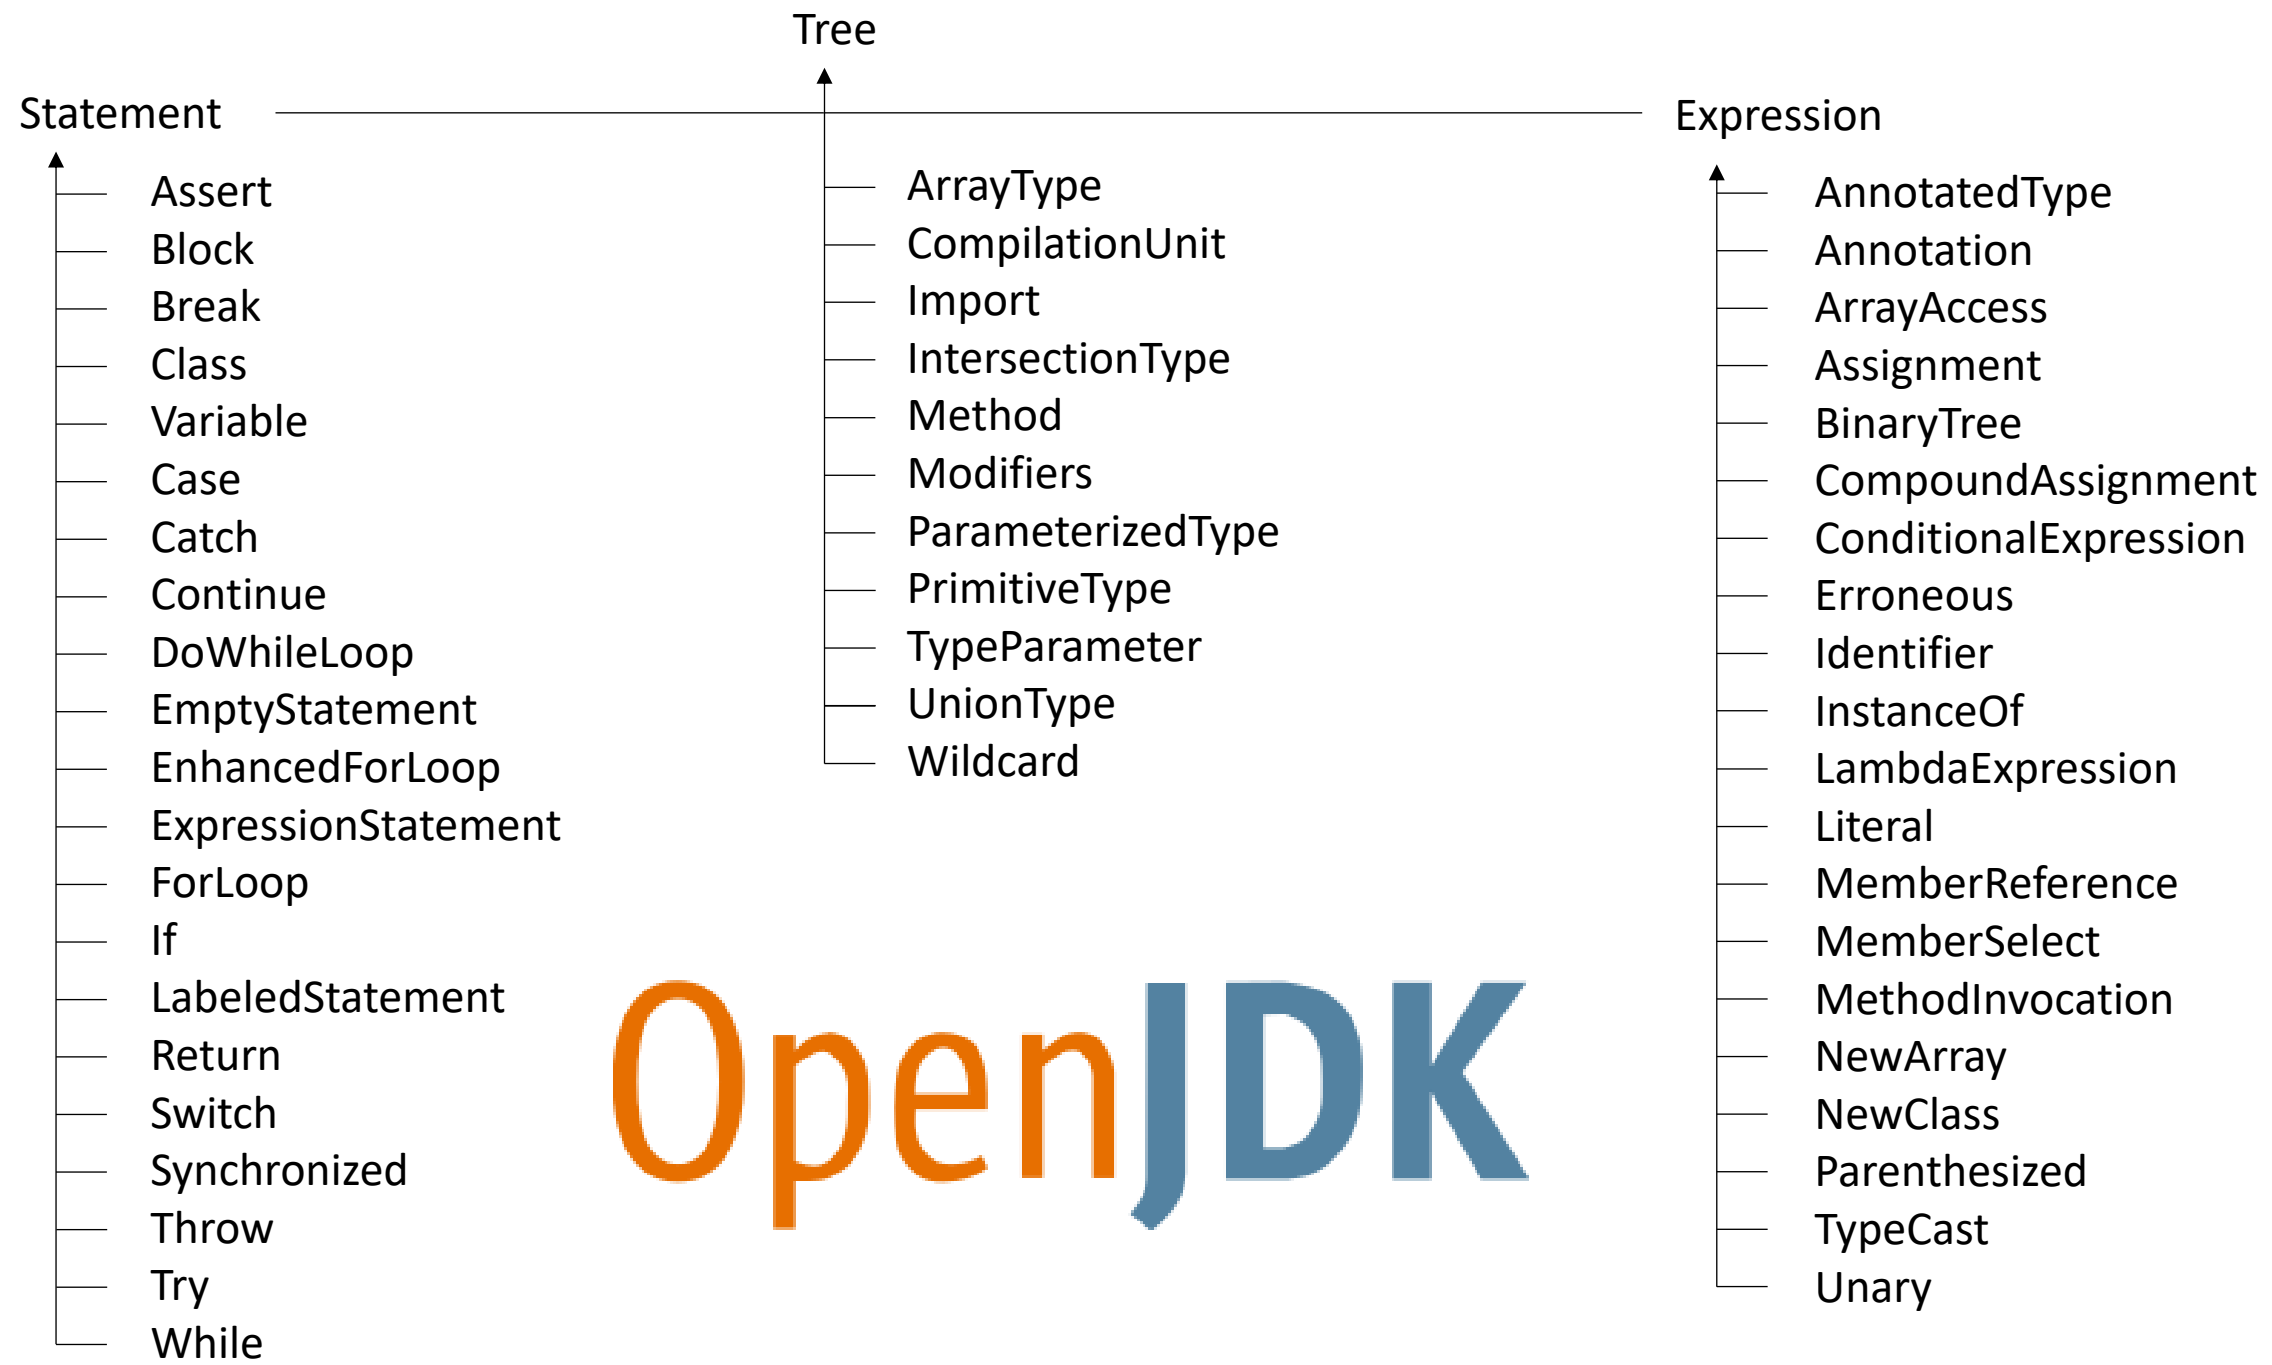 Tree
Statement
Expression
Assert
Block
Break
Class
Variable
Case
Catch
Continue
DoWhileLoop
EmptyStatement
EnhancedForLoop
ExpressionStatement
ForLoop
If
LabeledStatement
Return
Switch
Synchronized
Throw
Try
While
ArrayType
CompilationUnit
Import
IntersectionType
Method
Modifiers
ParameterizedType
PrimitiveType
TypeParameter
UnionType
Wildcard
AnnotatedType
Annotation
ArrayAccess
Assignment
BinaryTree
CompoundAssignment
ConditionalExpression
Erroneous
Identifier
InstanceOf
LambdaExpression
Literal
MemberReference
MemberSelect
MethodInvocation
NewArray
NewClass
Parenthesized
TypeCast
Unary
OpenJDK